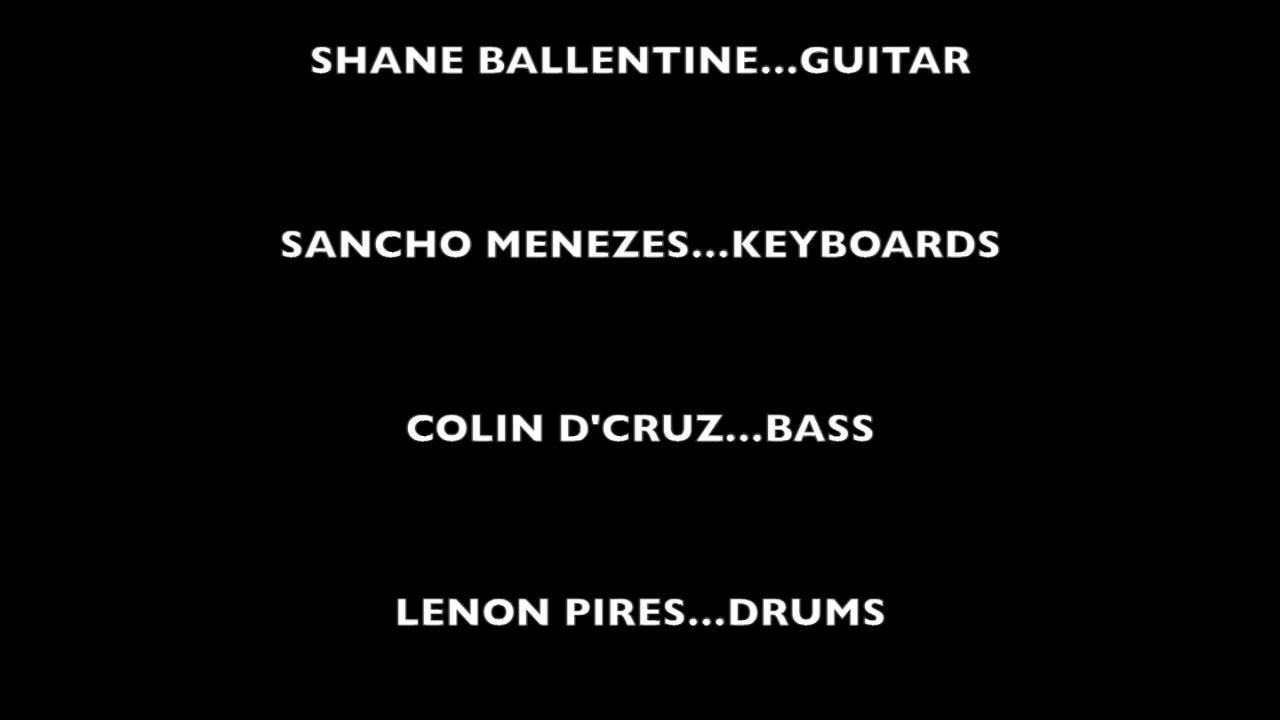 SHANE BALLENTINE...GUITAR
SANCHO MENEZES...KEYBOARDS
COLIN D'CRUZ...BASS
LENON PIRES...DRUMS